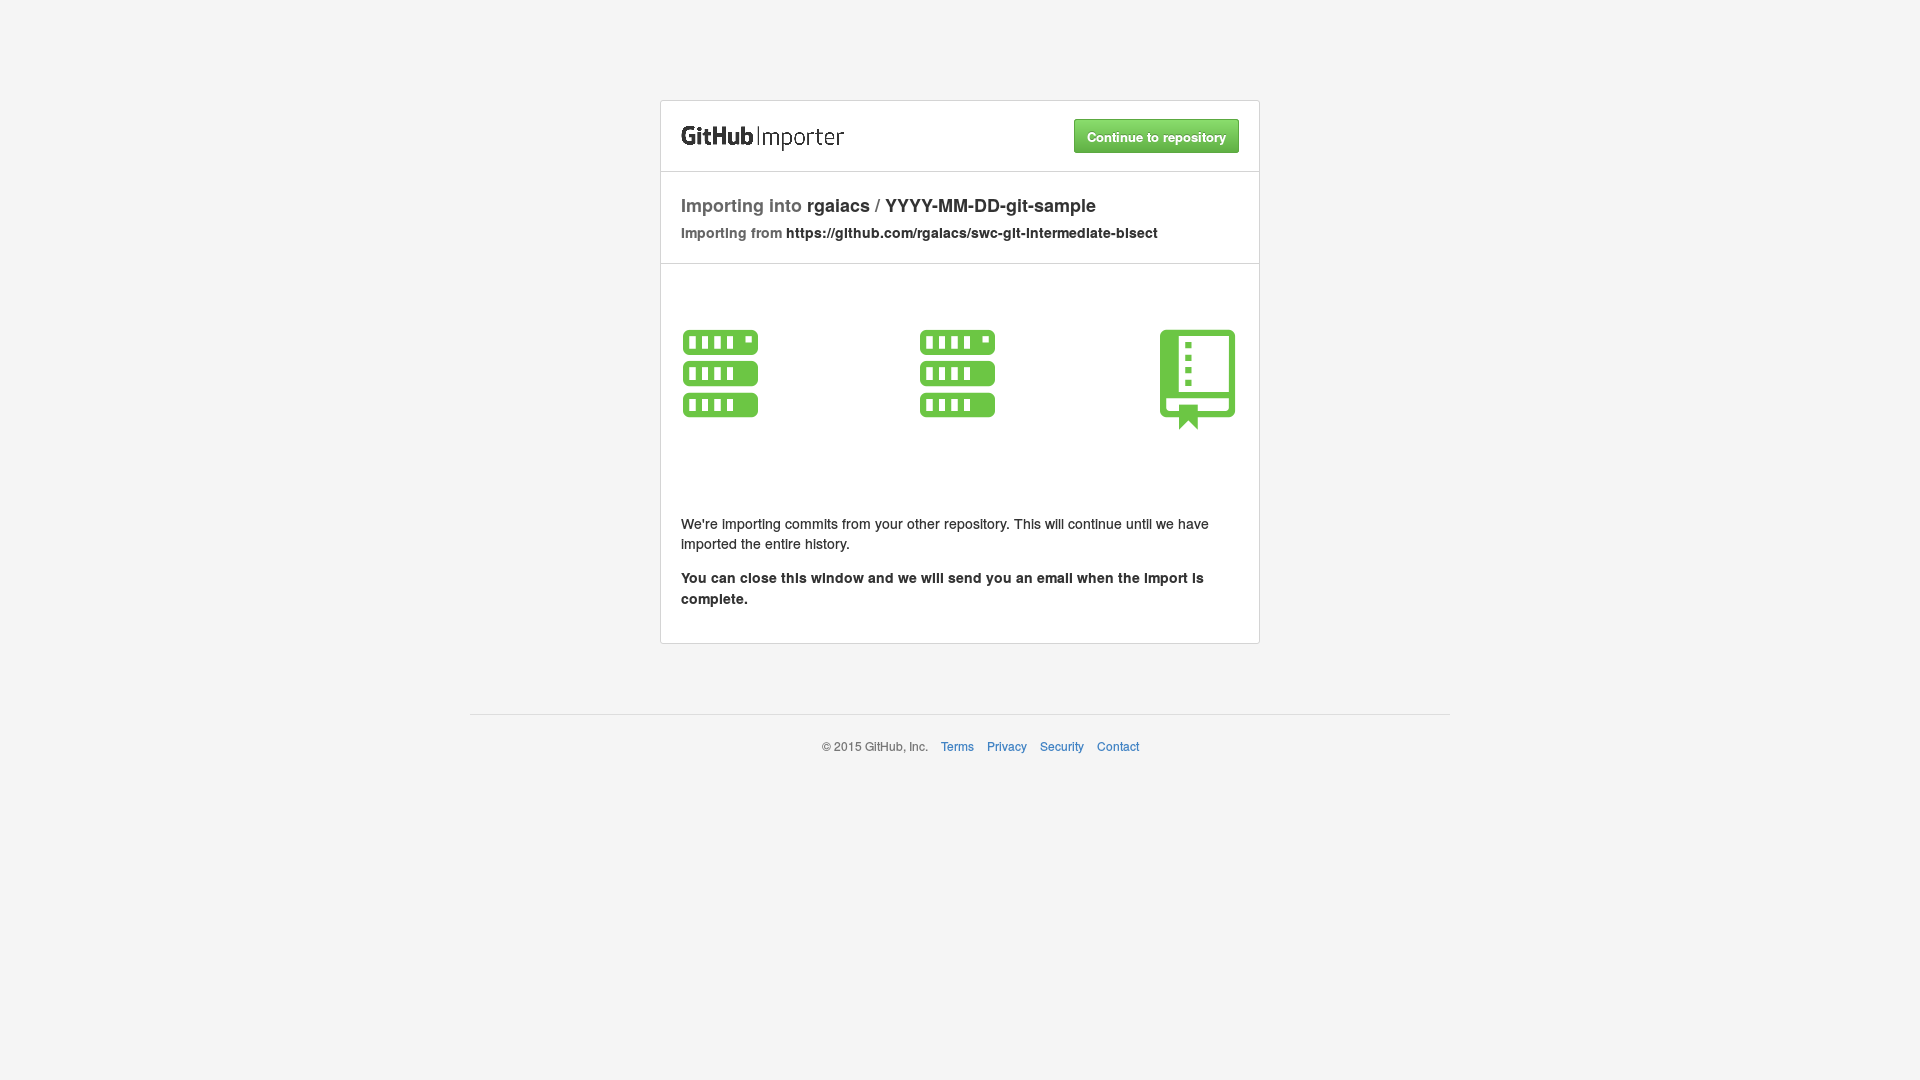 GitHub Importer
Continue to repository
Importing into rgaiacs / YYYY-MM-DD-git-sample
Importing from https://github.com/rgaiacs/swc-git-intermediate-bisect
We're importing commits from your other repository. This will continue until we have
imported the entire history.
You can close this window and we will send you an email when the import is
complete.
© 2015 GitHub, Inc. Terms Privacy Security Contact